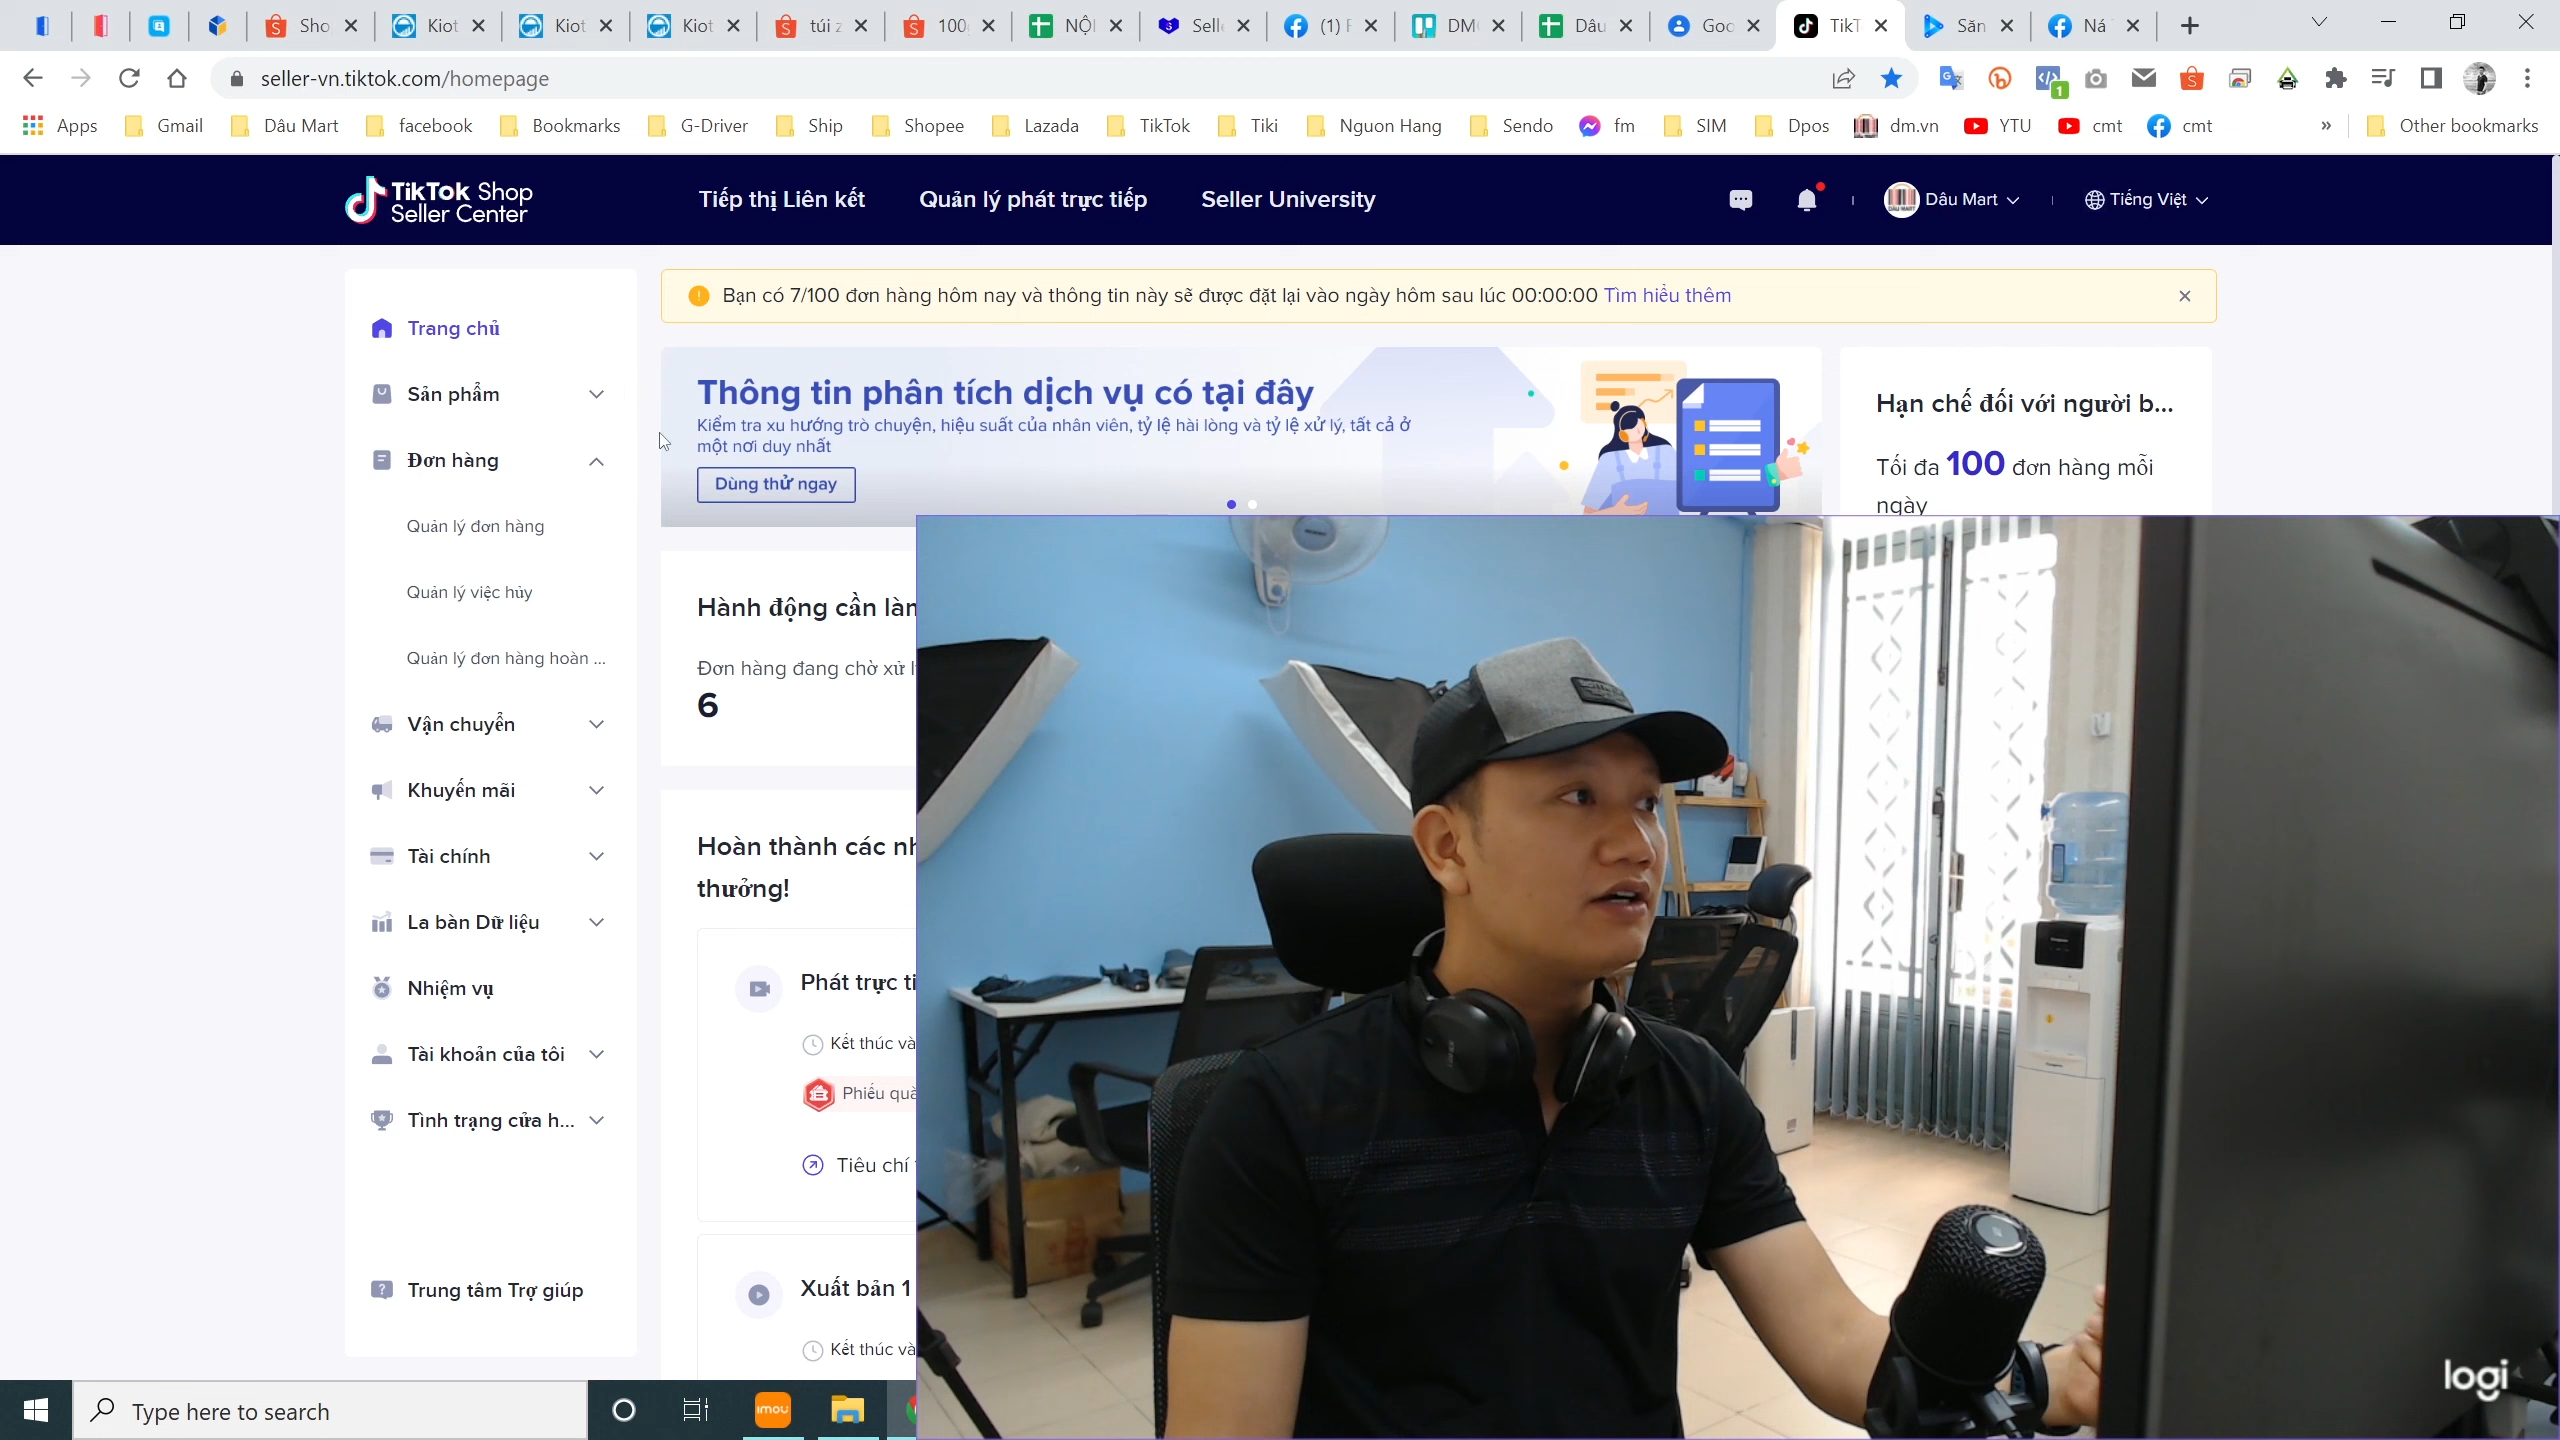 Sho
Kiot
Kiot
Kiot
túi z
100g
NỘI
Selle
(1) F
DM
Dâu
Goo
TikT
Săn
Ná
seller-vn.tiktok.com/homepage
1
Apps
Gmail
Dâu Mart
facebook
Bookmarks
G-Driver
Ship
Shopee
Lazada
TikTok
Tiki
Nguon Hang
Sendo
fm
SIM
Dpos
dm.vn
YTU
cmt
cmt
»
Other bookmarks
TikTok Shop
Seller Center
Tiếp thị Liên kết
Quản lý phát trực tiếp
Seller University
Dâu Mart
Tiếng Việt
Bạn có 7/100 đơn hàng hôm nay và thông tin này sẽ được đặt lại vào ngày hôm sau lúc 00:00:00 Tìm hiểu thêm
Trang chủ
Sản phẩm
Đơn hàng
Quản lý đơn hàng
Quản lý việc hủy
Quản lý đơn hàng hoàn ...
Vận chuyển
Khuyến mãi
Tài chính
La bàn Dữ liệu
Nhiệm vụ
Tài khoản của tôi
Tình trạng cửa h...
Trung tâm Trợ giúp
Thông tin phân tích dịch vụ có tại đây
Kiểm tra xu hướng trò chuyện, hiệu suất của nhân viên, tỷ lệ hài lòng và tỷ lệ xử lý, tất cả ở
một nơi duy nhất
Dùng thử ngay
Hạn chế đối với người b...
Tối đa 100 đơn hàng mỗi
ngày
Hành động cần làm
Đơn hàng đang chờ xử l
6
Hoàn thành các nh
thưởng!
Phát trực ti
Kết thúc và
Phiếu quà
Tiêu chí
Xuất bản 1
Kết thúc và
Type here to search
imou
logi